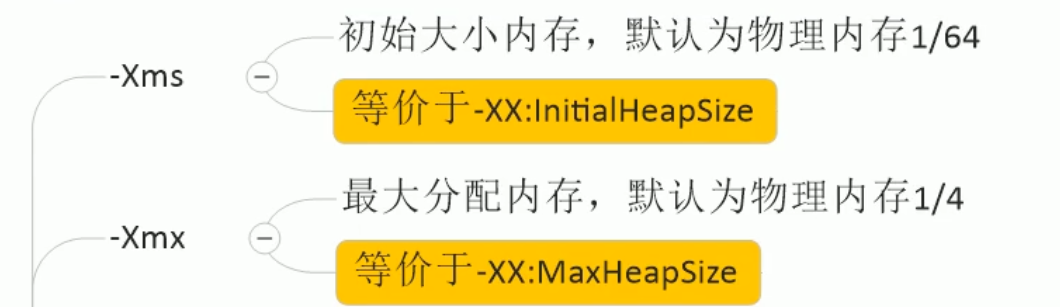 -Xms
初始大小内存，默认为物理内存1/64
等价于-XX:InitialHeapSize
-Xmx
最大分配内存，默认为物理内存1/4
等价于-XX:MaxHeapSize